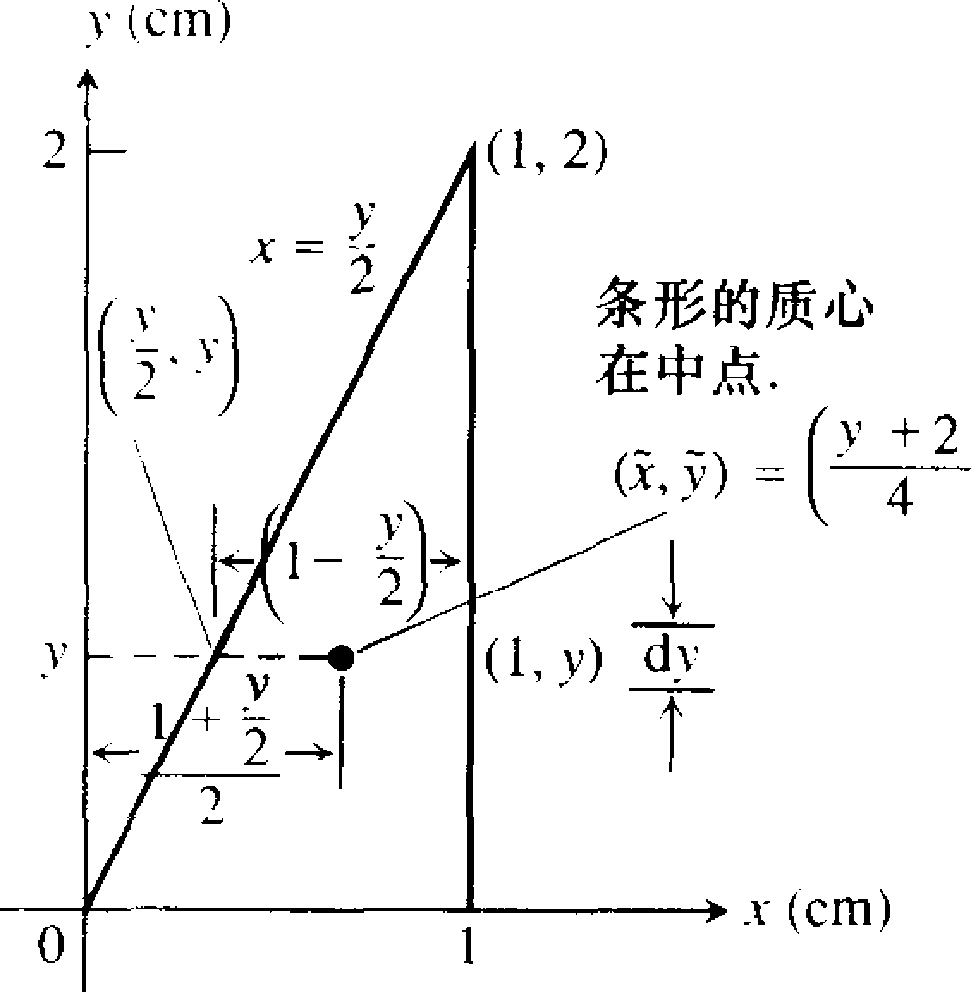 y (cm)
2
(1, 2)
x = y/2
(y/2, y)
条形的质心
在中点.
(x̃, ỹ) = (y + 2/4
(1 - y/2)
y
(1, y)
dy
1 + y/2
2
0
1
x (cm)